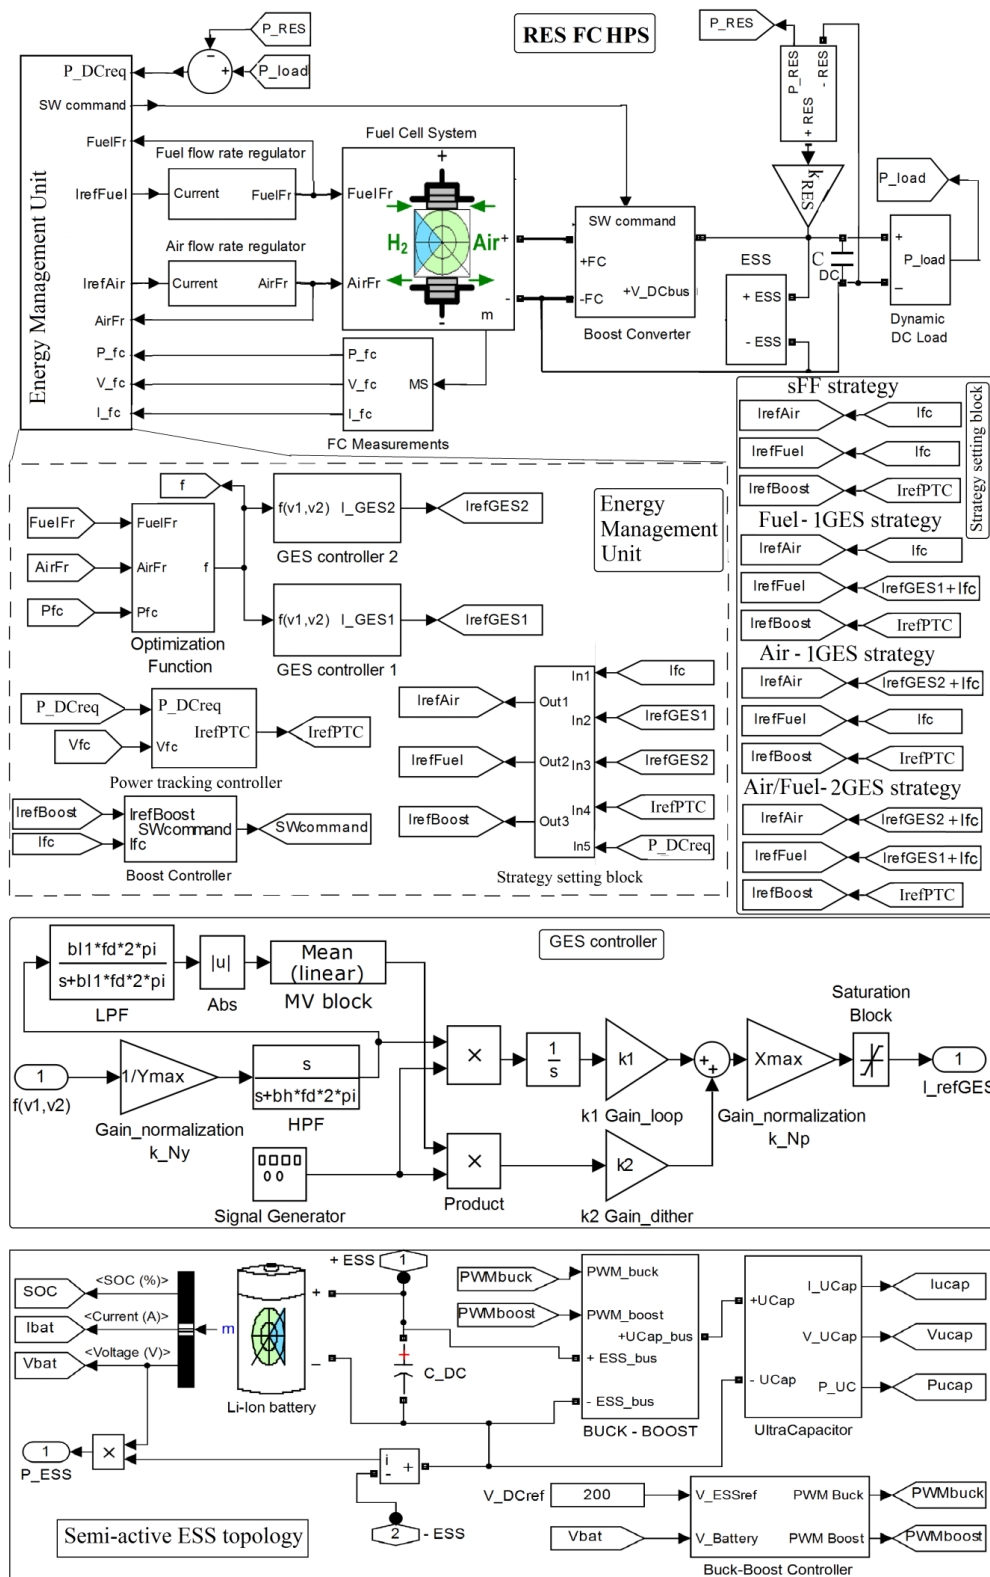 P_RES
RES FC HPS
P_RES
P_DCreq
−
+
P_load
P_RES
- RES
+ RES
SW command
Fuel Cell System
FuelFr
Fuel flow rate regulator
IrefFuel
Current
FuelFr
FuelFr
+
H2
Air
-
kRES
P_load
SW command
+FC
-FC
+V_DCbus
Boost Converter
ESS
+ ESS
- ESS
C
DC
+
P_load
−
Dynamic
DC Load
Energy Management Unit
Air flow rate regulator
IrefAir
Current
AirFr
AirFr
AirFr
+
-
m
P_fc
P_fc
V_fc
V_fc
MS
I_fc
I_fc
FC Measurements
sFF strategy
IrefAir
Ifc
IrefFuel
Ifc
IrefBoost
IrefPTC
Strategy setting block
Fuel - 1GES strategy
IrefAir
Ifc
IrefFuel
IrefGES1+Ifc
IrefBoost
IrefPTC
Air - 1GES strategy
IrefAir
IrefGES2+Ifc
IrefFuel
Ifc
IrefBoost
IrefPTC
Air/Fuel- 2GES strategy
IrefAir
IrefGES2+Ifc
IrefFuel
IrefGES1+Ifc
IrefBoost
IrefPTC
f
FuelFr
FuelFr
AirFr
AirFr
f
Pfc
Pfc
Optimization
Function
f(v1,v2) I_GES2
IrefGES2
GES controller 2
f(v1,v2) I_GES1
IrefGES1
GES controller 1
Energy
Management
Unit
P_DCreq
P_DCreq
IrefPTC
IrefPTC
Vfc
Vfc
Power tracking controller
IrefBoost
IrefBoost
SWcommand
SWcommand
Ifc
Ifc
Boost Controller
In1
Ifc
IrefAir
Out1
In2
IrefGES1
IrefFuel
Out2
In3
IrefGES2
IrefBoost
Out3
In4
IrefPTC
In5
P_DCreq
Strategy setting block
GES controller
bl1*fd*2*pi
s+bl1*fd*2*pi
LPF
|u|
Abs
Mean
(linear)
MV block
1
f(v1,v2)
1/Ymax
Gain_normalization
k_Ny
s
s+bh*fd*2*pi
HPF
Signal Generator
×
×
Product
1
s
k1
k1 Gain_loop
k2
k2 Gain_dither
+
+
Xmax
Gain_normalization
k_Np
Saturation
Block
1
I_refGES
SOC
<SOC (%)>
Ibat
<Current (A)>
Vbat
<Voltage (V)>
m
+
−
Li-Ion battery
+ ESS
1
+
C_DC
PWMbuck
PWM_buck
PWMboost
PWM_boost
+UCap_bus
+ ESS_bus
- ESS_bus
BUCK - BOOST
+UCap
- UCap
I_UCap
Iucap
V_UCap
Vucap
P_UC
Pucap
UltraCapacitor
1
P_ESS
×
i
+
-
2
- ESS
Semi-active ESS topology
V_DCref
200
V_ESSref
PWM Buck
PWMbuck
Vbat
V_Battery
PWM Boost
PWMboost
Buck-Boost Controller